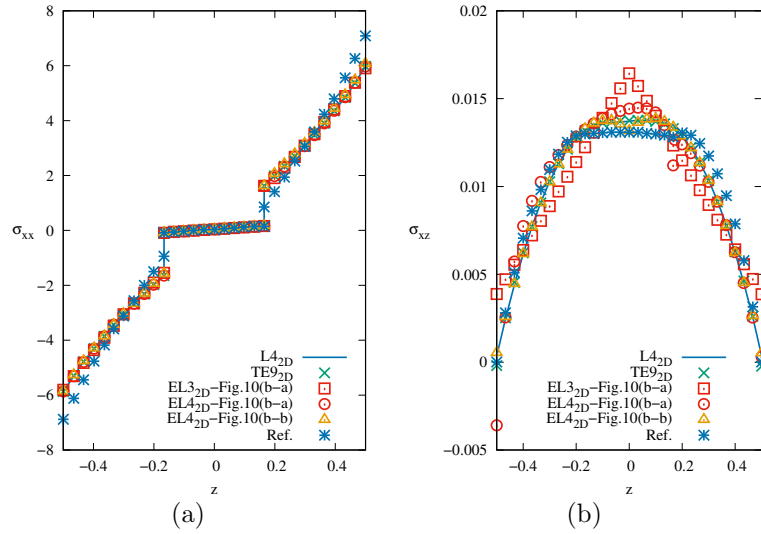 8
6
4
2
0
−2
−4
−6
−8
σxx
−0.4
−0.2
0
0.2
0.4
z
L4₂D
TE9₂D
EL3₂D−Fig.10(b−a)
EL4₂D−Fig.10(b−a)
EL4₂D−Fig.10(b−b)
Ref.
(a)
0.02
0.015
0.01
0.005
0
−0.005
σxz
−0.4
−0.2
0
0.2
0.4
z
L4₂D
TE9₂D
EL3₂D−Fig.10(b−a)
EL4₂D−Fig.10(b−a)
EL4₂D−Fig.10(b−b)
Ref.
(b)